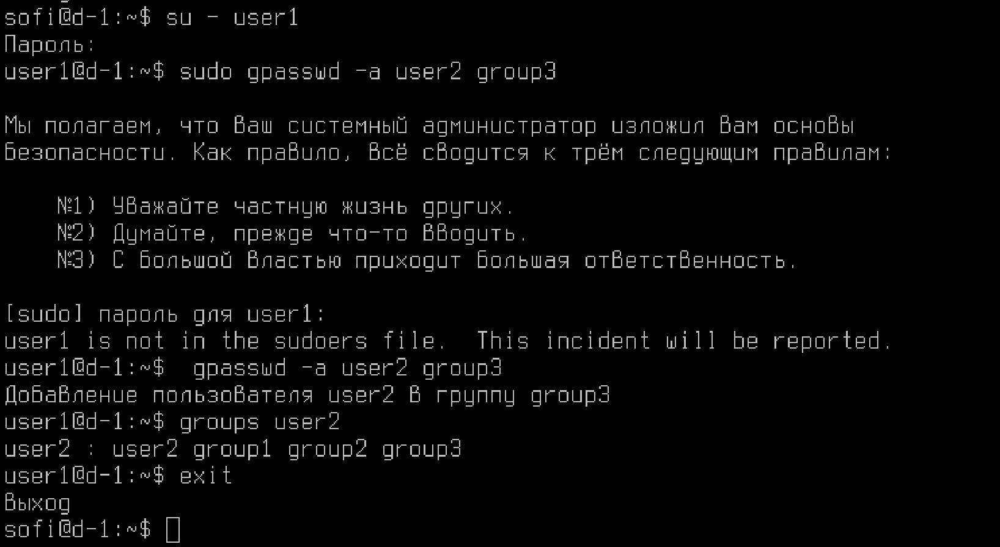 sofi@d-1:~$ su - user1
Пароль:
user1@d-1:~$ sudo gpasswd -a user2 group3
Мы полагаем, что ваш системный администратор изложил вам основы
безопасности. Как правило, всё сводится к трём следующим правилам:
№1) Уважайте частную жизнь других.
№2) Думайте, прежде что-то вводить.
№3) С большой властью приходит большая ответственность.
[sudo] пароль для user1:
user1 is not in the sudoers file.  This incident will be reported.
user1@d-1:~$  gpasswd -a user2 group3
Добавление пользователя user2 в группу group3
user1@d-1:~$ groups user2
user2 : user2 group1 group2 group3
user1@d-1:~$ exit
выход
sofi@d-1:~$